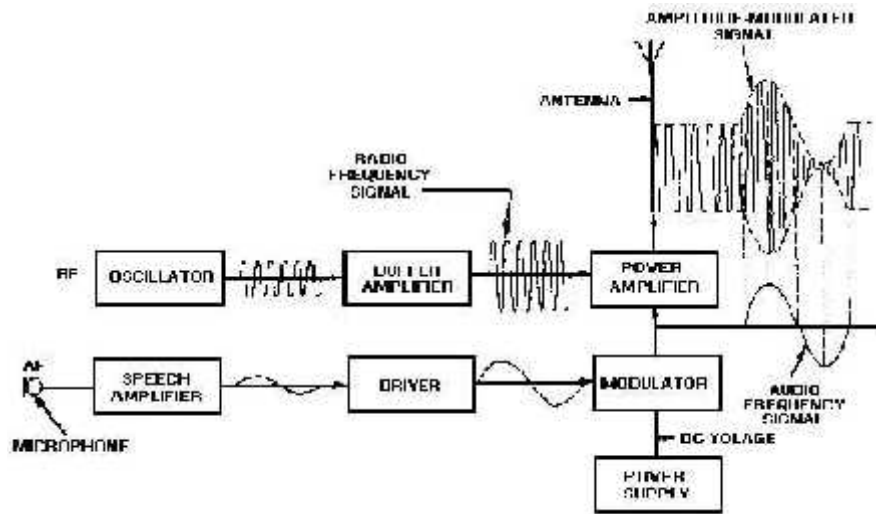 AMPLITUDE-MODULATED
SIGNAL
ANTENNA
RADIO
FREQUENCY
SIGNAL
RF
OSCILLATOR
BUFFER
AMPLIFIER
POWER
AMPLIFIER
AF
SPEECH
AMPLIFIER
DRIVER
MODULATOR
MICROPHONE
AUDIO
FREQUENCY
SIGNAL
DC YOLAGE
POWER
SUPPLY